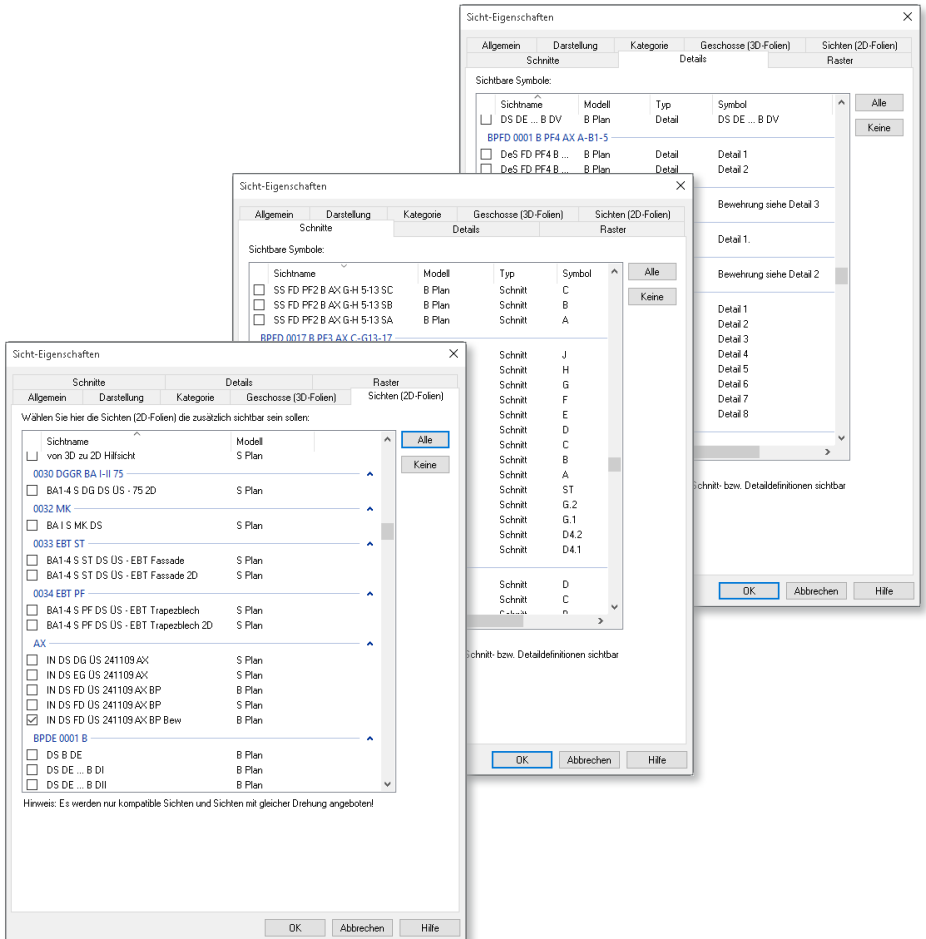 Sicht-Eigenschaften
Allgemein Darstellung Kategorie Geschosse (3D-Folien) Sichten (2D-Folien)
Schnitte Details Raster
Sichtbare Symbole:
Sichtname Modell Typ Symbol
DS DE ... B DV B Plan Detail DS DE ... B DV
BPFD 0001 B PF4 AX A-B1-5
DeS FD PF4 B ... B Plan Detail Detail 1
DeS FD PF4 B ... B Plan Detail Detail 2
Bewehrung siehe Detail 3
Detail 1.
Bewehrung siehe Detail 2
Detail 1
Detail 2
Detail 3
Detail 4
Detail 5
Detail 6
Detail 7
Detail 8
Alle
Keine
Schnitt- bzw. Detaildefinitionen sichtbar
OK Abbrechen Hilfe
Sicht-Eigenschaften
Allgemein Darstellung Kategorie Geschosse (3D-Folien) Sichten (2D-Folien)
Schnitte Details Raster
Sichtbare Symbole:
Sichtname Modell Typ Symbol
SS FD PF2 B AX G-H 5-13 SC B Plan Schnitt C
SS FD PF2 B AX G-H 5-13 SB B Plan Schnitt B
SS FD PF2 B AX G-H 5-13 SA B Plan Schnitt A
BPFD 0017 B PF3 AX C-G13-17
Schnitt J
Schnitt H
Schnitt G
Schnitt F
Schnitt E
Schnitt D
Schnitt C
Schnitt B
Schnitt A
Schnitt ST
Schnitt G.2
Schnitt G.1
Schnitt D4.2
Schnitt D4.1
Schnitt D
Schnitt C
Schnitt B
Alle
Keine
Schnitt- bzw. Detaildefinitionen sichtbar
OK Abbrechen Hilfe
Sicht-Eigenschaften
Schnitte Details Raster
Allgemein Darstellung Kategorie Geschosse (3D-Folien) Sichten (2D-Folien)
Wählen Sie hier die Sichten (2D-Folien) die zusätzlich sichtbar sein sollen:
Sichtname Modell
von 3D zu 2D Hilfsicht S Plan
0030 DGGR BA I-II 75
BA1-4 S DG DS ÜS - 75 2D S Plan
0032 MK
BA I S MK DS S Plan
0033 EBT ST
BA1-4 S ST DS ÜS - EBT Fassade S Plan
BA1-4 S ST DS ÜS - EBT Fassade 2D S Plan
0034 EBT PF
BA1-4 S PF DS ÜS - EBT Trapezblech S Plan
BA1-4 S PF DS ÜS - EBT Trapezblech 2D S Plan
AX
IN DS DG ÜS 241109 AX S Plan
IN DS EG ÜS 241109 AX S Plan
IN DS FD ÜS 241109 AX BP B Plan
IN DS FD ÜS 241109 AX BP B Plan
IN DS FD ÜS 241109 AX BP Bew B Plan
BPDE 0001 B
DS B DE B Plan
DS DE ... B DI B Plan
DS DE ... B DII B Plan
Alle
Keine
Hinweis: Es werden nur kompatible Sichten und Sichten mit gleicher Drehung angeboten!
OK Abbrechen Hilfe